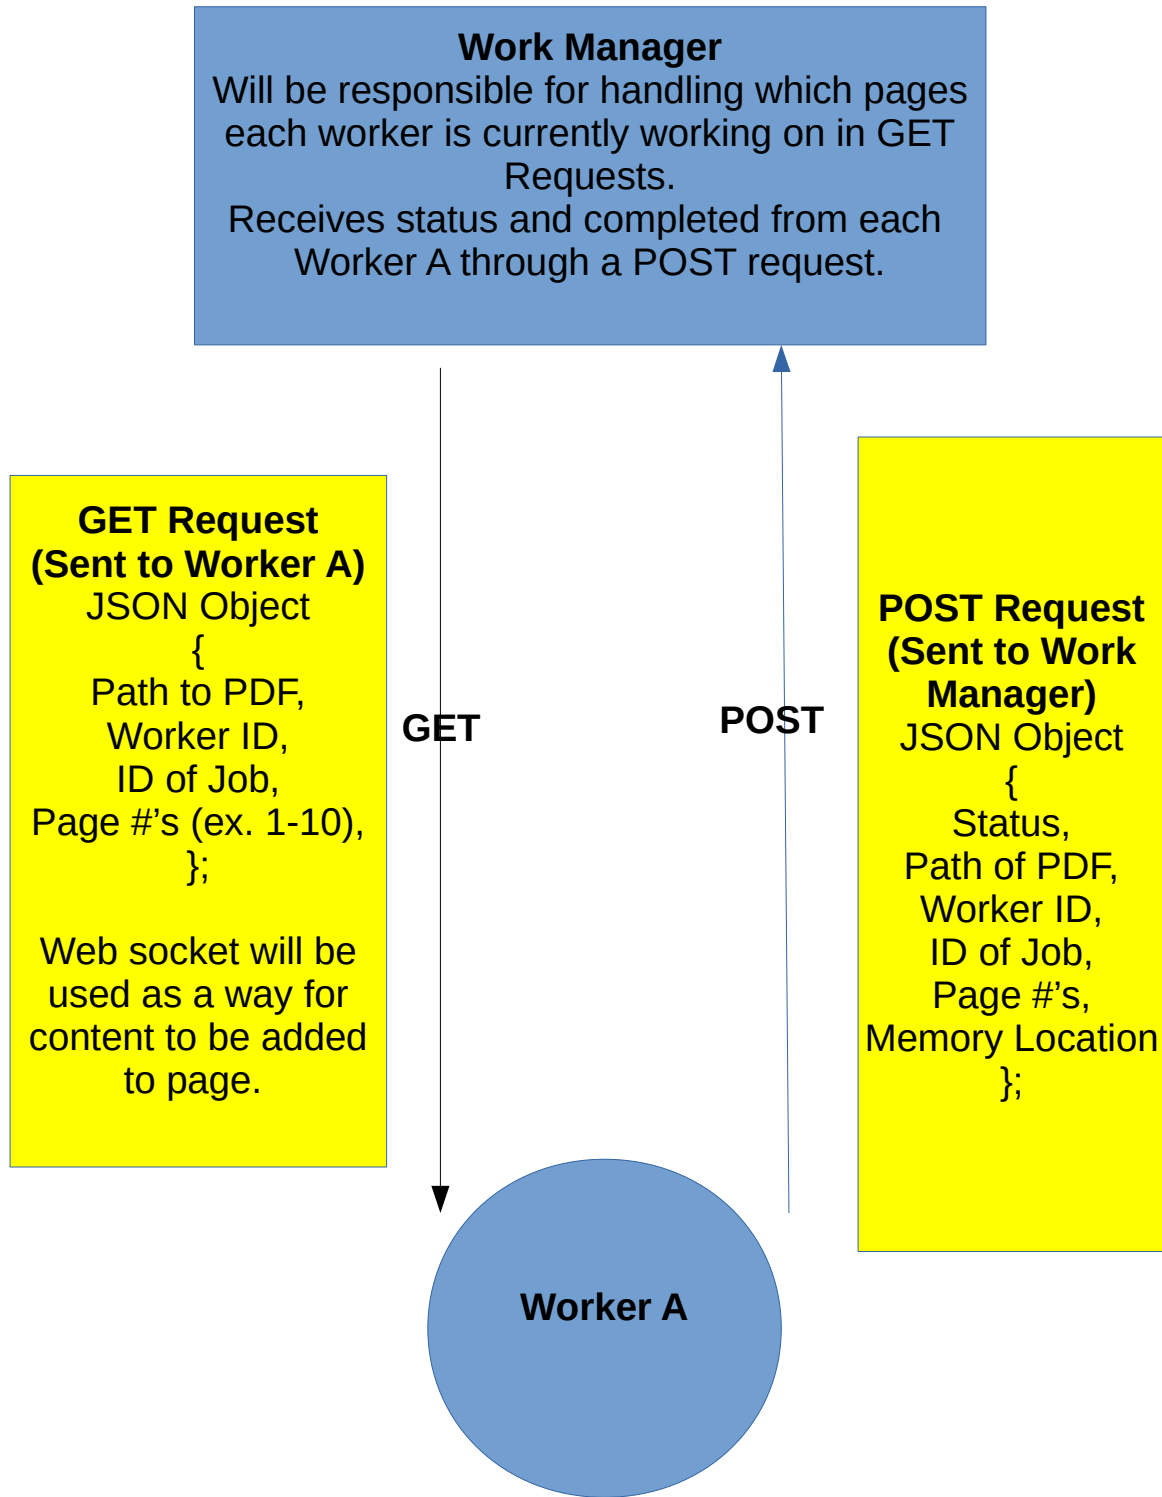 Work Manager
Will be responsible for handling which pages
each worker is currently working on in GET
Requests.
Receives status and completed from each
Worker A through a POST request.
GET Request
(Sent to Worker A)
JSON Object
{
Path to PDF,
Worker ID,
ID of Job,
Page #’s (ex. 1-10),
};
Web socket will be
used as a way for
content to be added
to page.
GET
POST
POST Request
(Sent to Work
Manager)
JSON Object
{
Status,
Path of PDF,
Worker ID,
ID of Job,
Page #’s,
Memory Location
};
Worker A